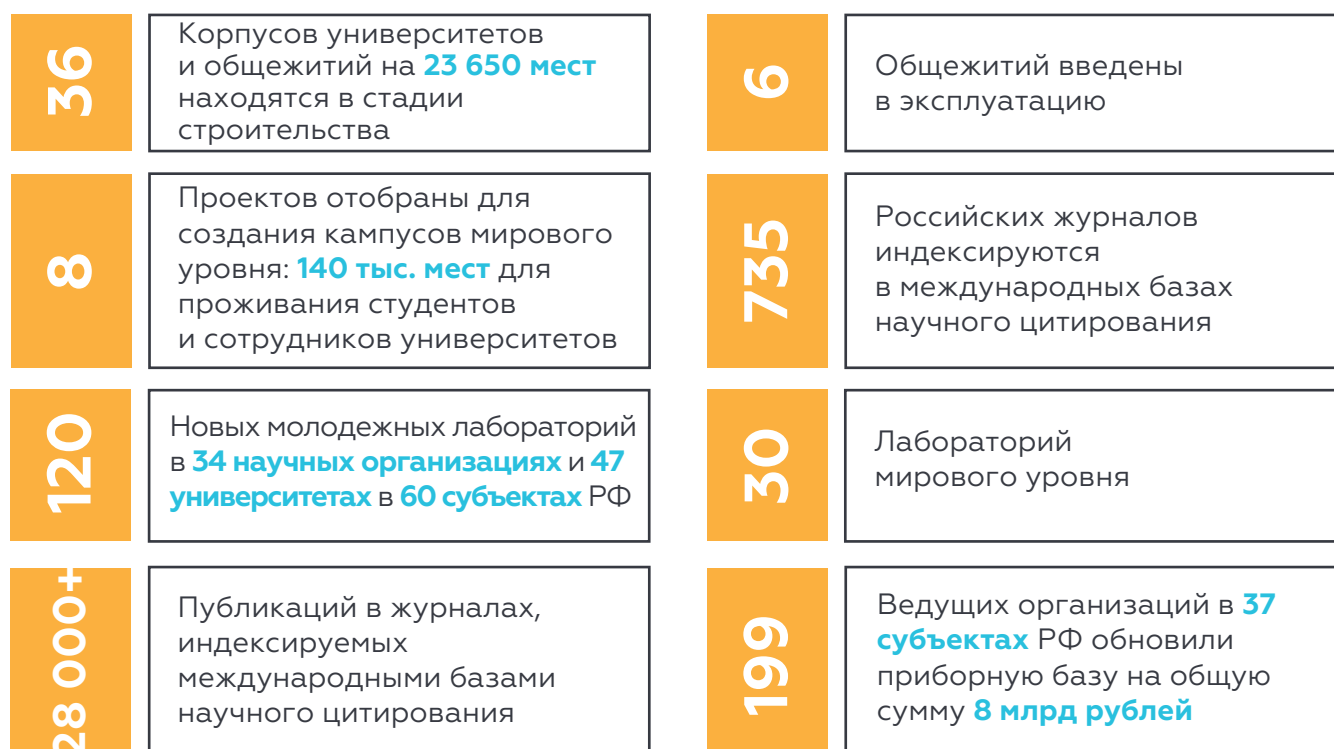 36
Корпусов университетов
и общежитий на 23 650 мест
находятся в стадии
строительства
6
Общежитий введены
в эксплуатацию
8
Проектов отобраны для
создания кампусов мирового
уровня: 140 тыс. мест для
проживания студентов
и сотрудников университетов
735
Российских журналов
индексируются
в международных базах
научного цитирования
120
Новых молодежных лабораторий
в 34 научных организациях и 47
университетах в 60 субъектах РФ
30
Лабораторий
мирового уровня
000+
Публикаций в журналах,
индексируемых
международными базами
научного цитирования
199
Ведущих организаций в 37
субъектах РФ обновили
приборную базу на общую
сумму 8 млрд рублей